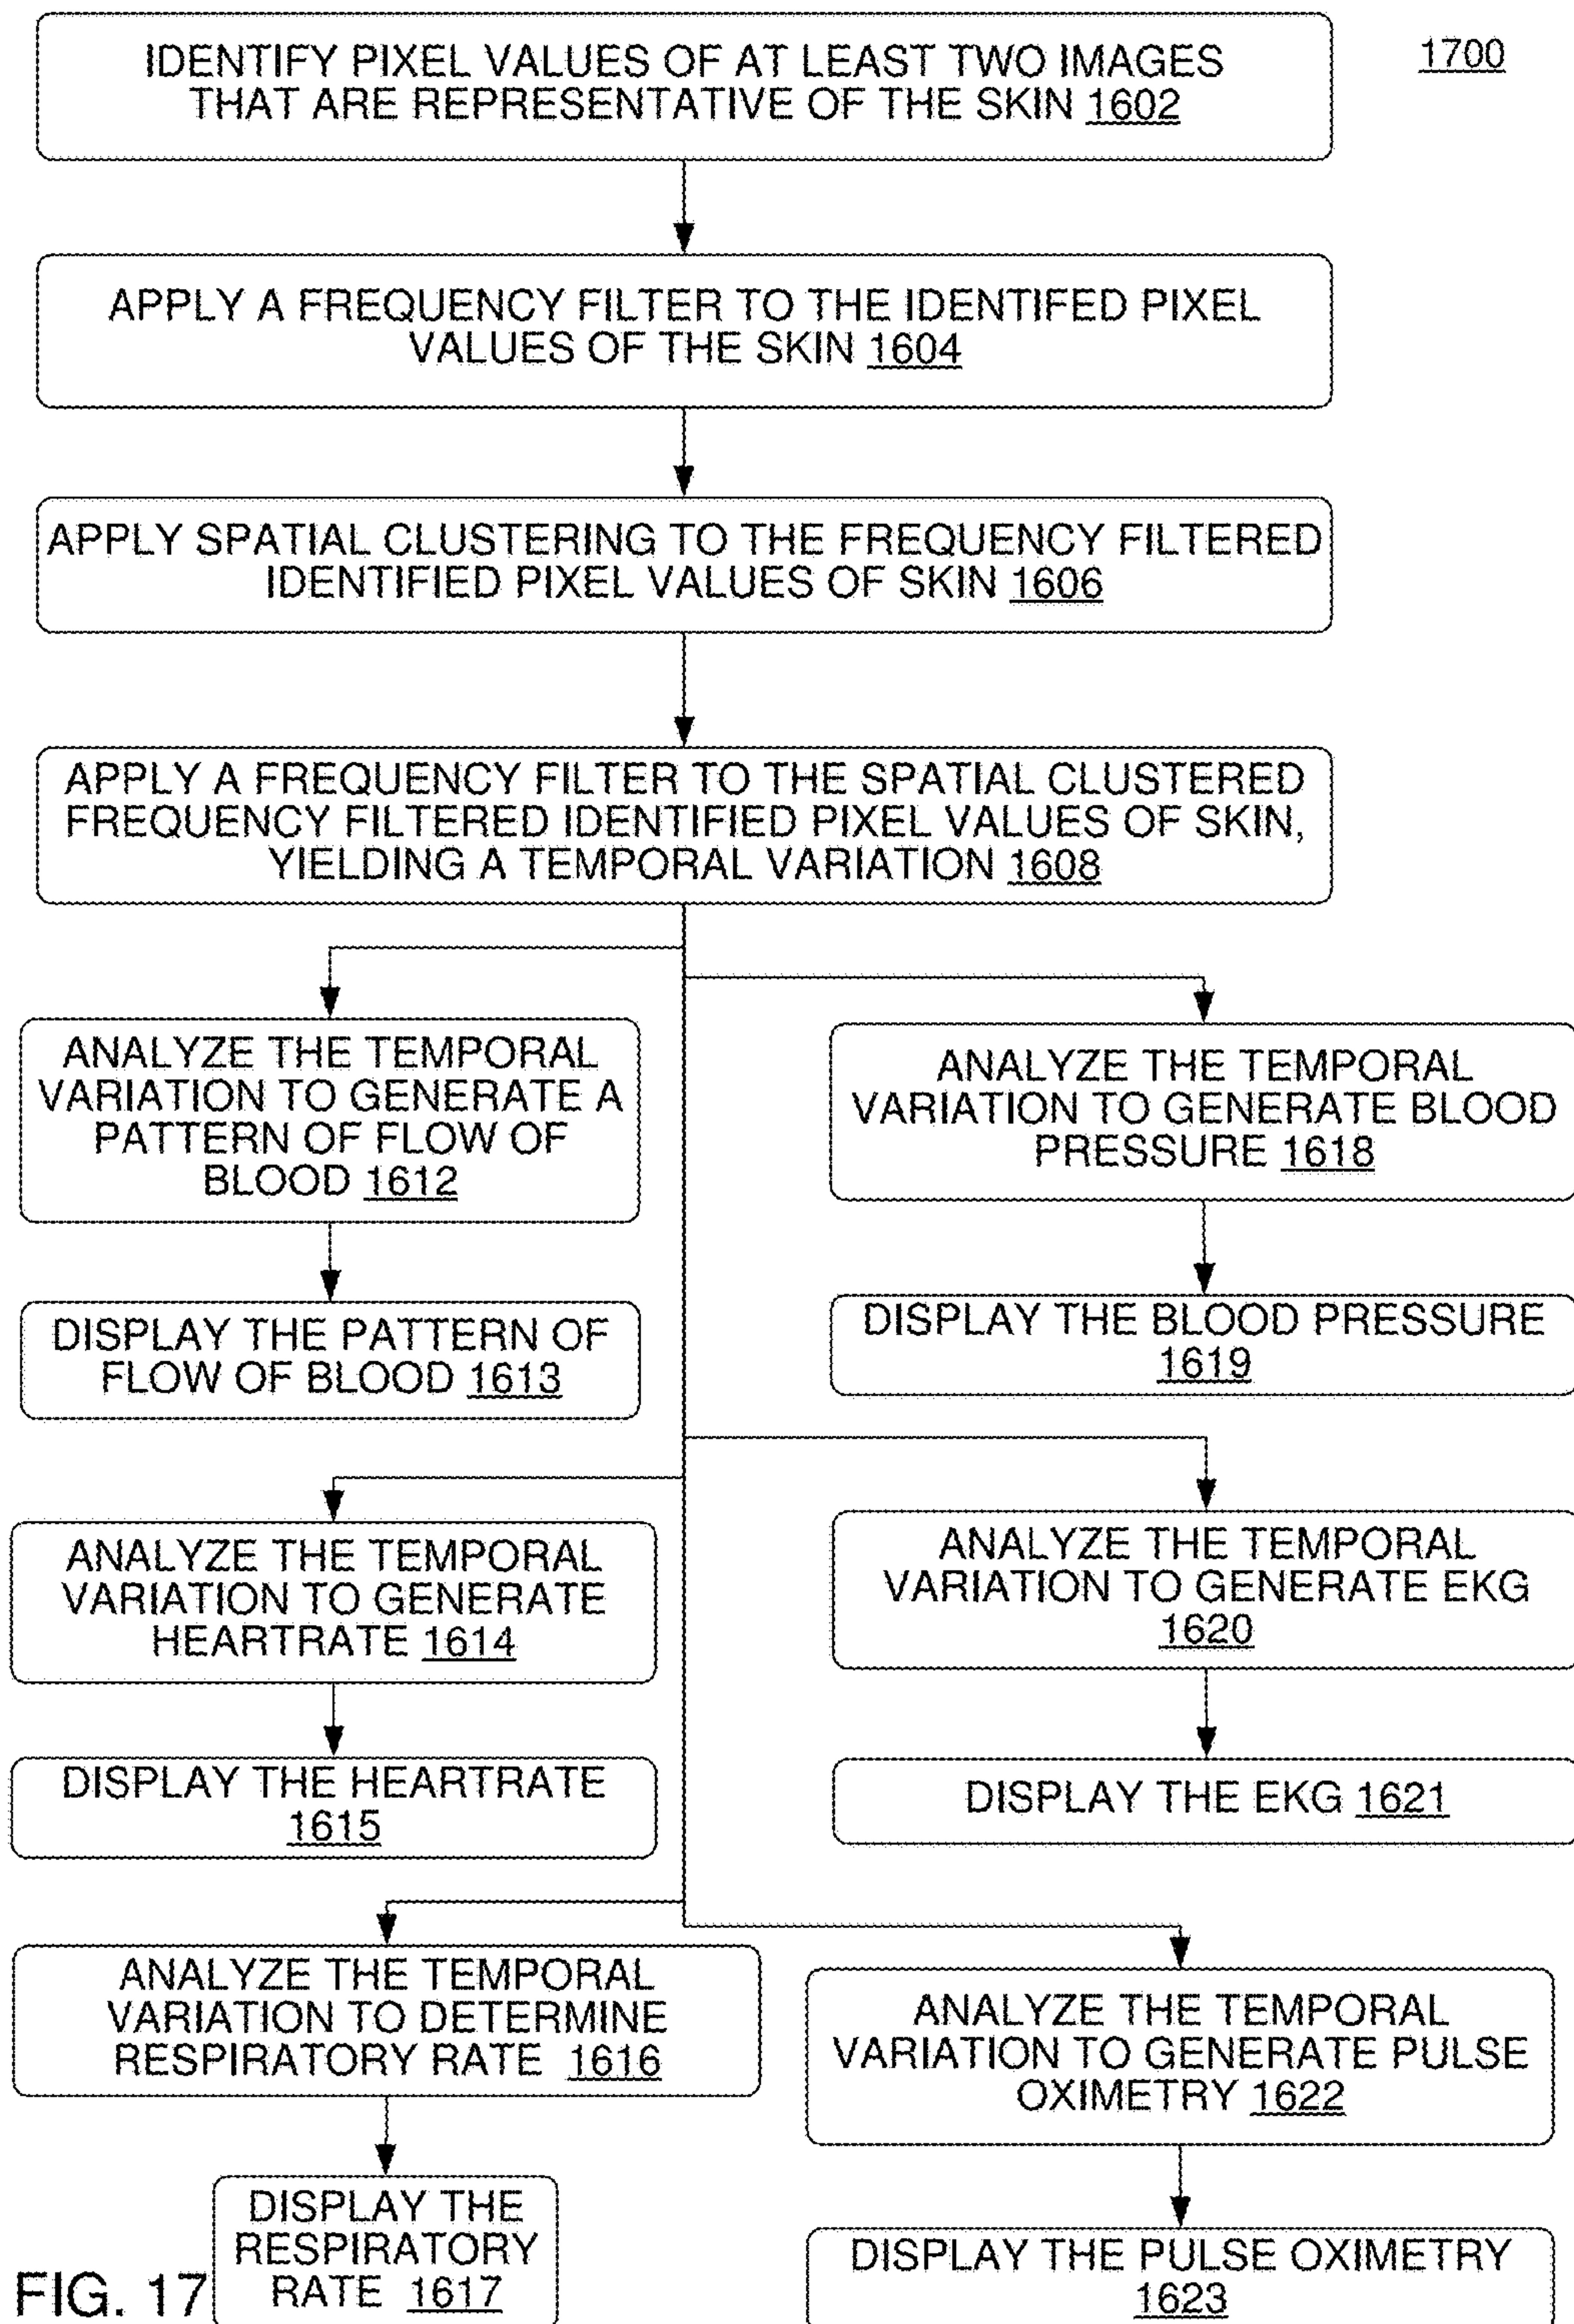 IDENTIFY PIXEL VALUES OF AT LEAST TWO IMAGES
THAT ARE REPRESENTATIVE OF THE SKIN 1602
1700
APPLY A FREQUENCY FILTER TO THE IDENTIFED PIXEL
VALUES OF THE SKIN 1604
APPLY SPATIAL CLUSTERING TO THE FREQUENCY FILTERED
IDENTIFIED PIXEL VALUES OF SKIN 1606
APPLY A FREQUENCY FILTER TO THE SPATIAL CLUSTERED
FREQUENCY FILTERED IDENTIFIED PIXEL VALUES OF SKIN,
YIELDING A TEMPORAL VARIATION 1608
ANALYZE THE TEMPORAL
VARIATION TO GENERATE A
PATTERN OF FLOW OF
BLOOD 1612
ANALYZE THE TEMPORAL
VARIATION TO GENERATE BLOOD
PRESSURE 1618
DISPLAY THE PATTERN OF
FLOW OF BLOOD 1613
DISPLAY THE BLOOD PRESSURE
1619
ANALYZE THE TEMPORAL
VARIATION TO GENERATE
HEARTRATE 1614
ANALYZE THE TEMPORAL
VARIATION TO GENERATE EKG
1620
DISPLAY THE HEARTRATE
1615
DISPLAY THE EKG 1621
ANALYZE THE TEMPORAL
VARIATION TO DETERMINE
RESPIRATORY RATE 1616
ANALYZE THE TEMPORAL
VARIATION TO GENERATE PULSE
OXIMETRY 1622
DISPLAY THE
RESPIRATORY
RATE 1617
DISPLAY THE PULSE OXIMETRY
1623
FIG. 17